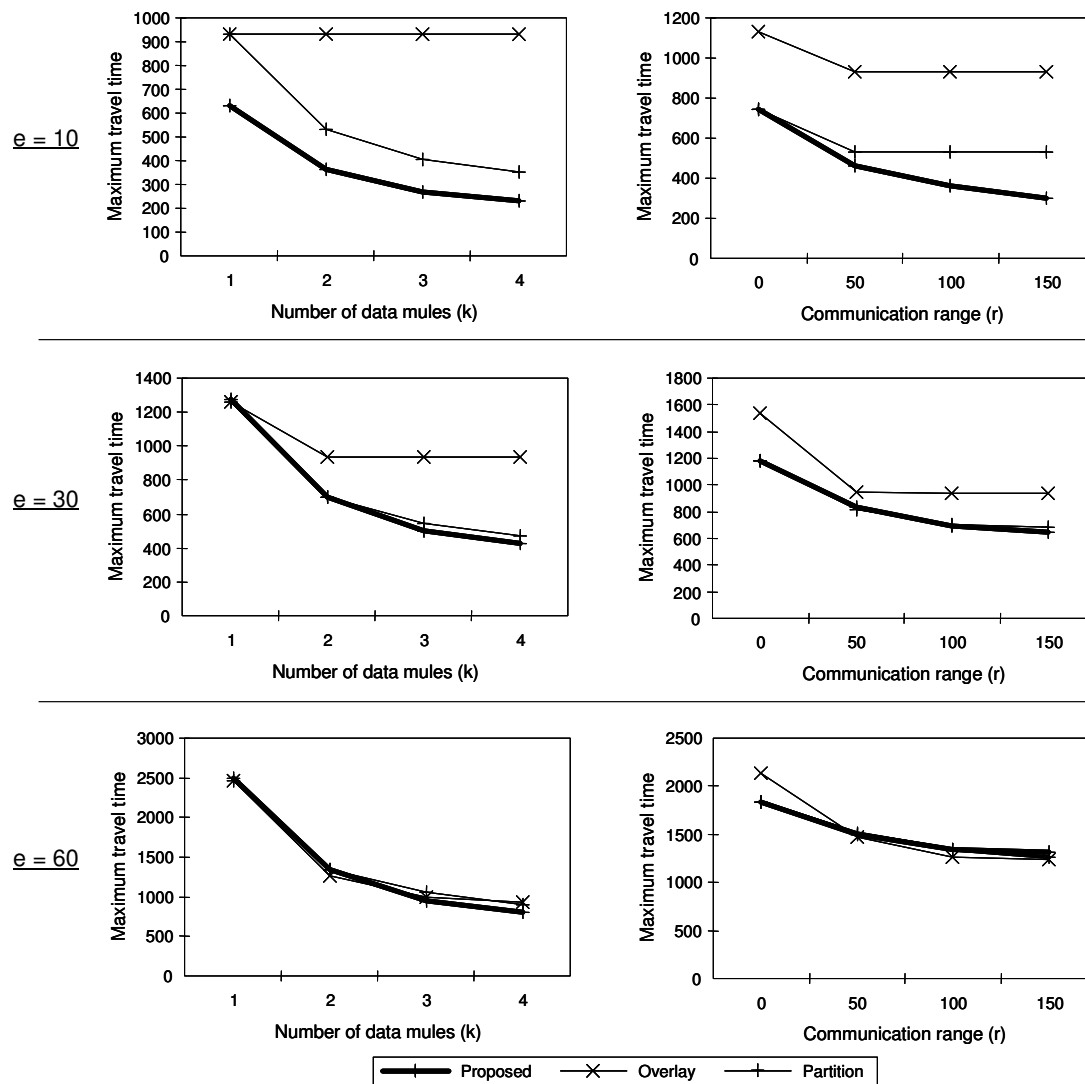 e = 10
Maximum travel time
1000
900
800
700
600
500
400
300
200
100
0
1 2 3 4
Number of data mules (k)
Maximum travel time
1200
1000
800
600
400
200
0
0 50 100 150
Communication range (r)
e = 30
Maximum travel time
1400
1200
1000
800
600
400
200
0
1 2 3 4
Number of data mules (k)
Maximum travel time
1800
1600
1400
1200
1000
800
600
400
200
0
0 50 100 150
Communication range (r)
e = 60
Maximum travel time
3000
2500
2000
1500
1000
500
0
1 2 3 4
Number of data mules (k)
Maximum travel time
2500
2000
1500
1000
500
0
0 50 100 150
Communication range (r)
Proposed Overlay Partition